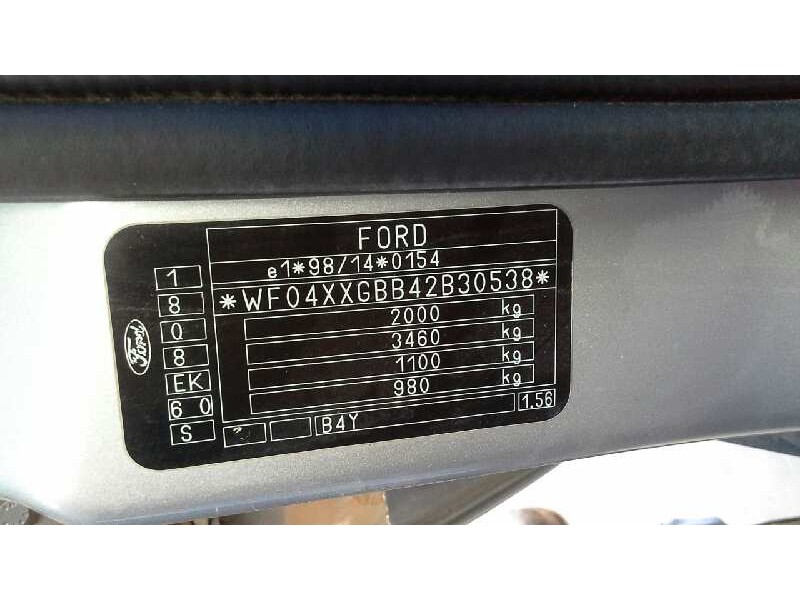 FORD
e1*98/14*0154
*WF04XXGBB42B30538*
2000 kg
3460 kg
1100 kg
980 kg
1
8
0
8
EK
6 0
S
B4Y
1.56
Ford